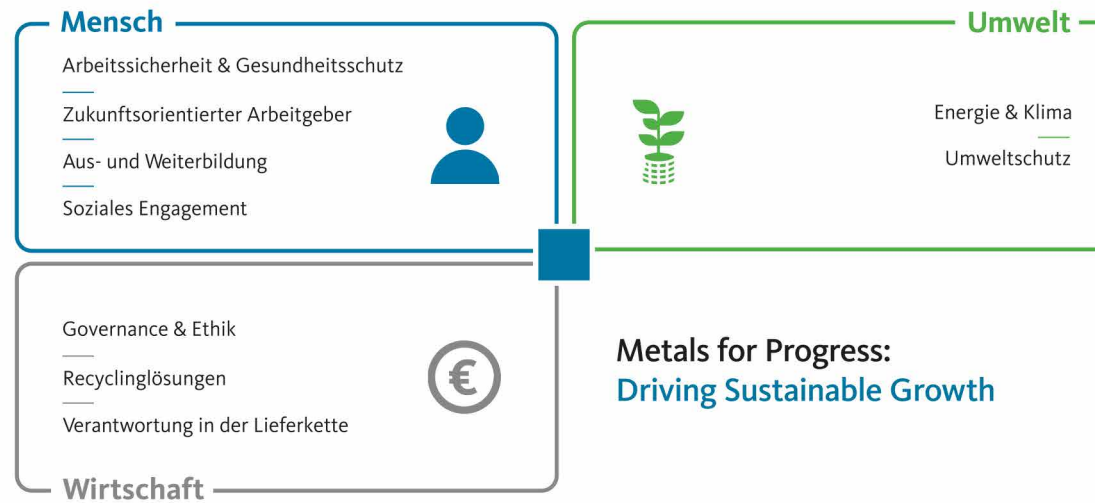 Mensch
Arbeitssicherheit & Gesundheitsschutz
Zukunftsorientierter Arbeitgeber
Aus- und Weiterbildung
Soziales Engagement
Umwelt
Energie & Klima
Umweltschutz
Governance & Ethik
Recyclinglösungen
Verantwortung in der Lieferkette
Wirtschaft
€
Metals for Progress:
Driving Sustainable Growth